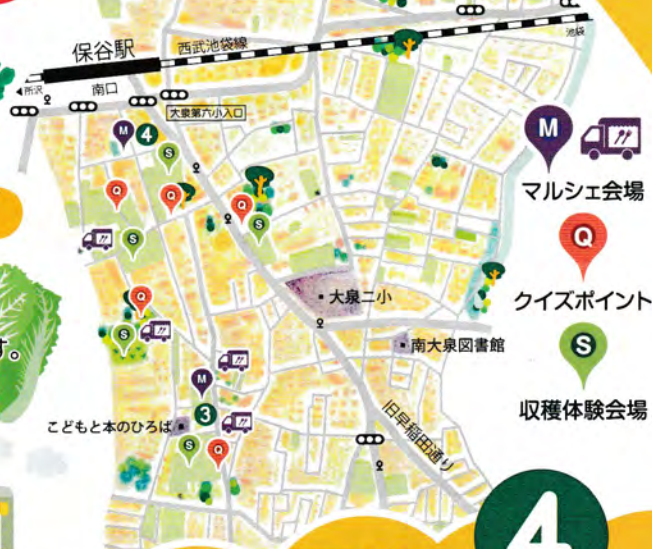 保谷駅
西武池袋線
池袋
◀所沢
南口
大泉第六小入口
M
4
S
Q
Q
Q
S
S
Q
S
大泉二小
南大泉図書館
M
3
こどもと本のひろば
S
Q
旧早稲田通り
M
マルシェ会場
Q
クイズポイント
S
収穫体験会場
す。
4